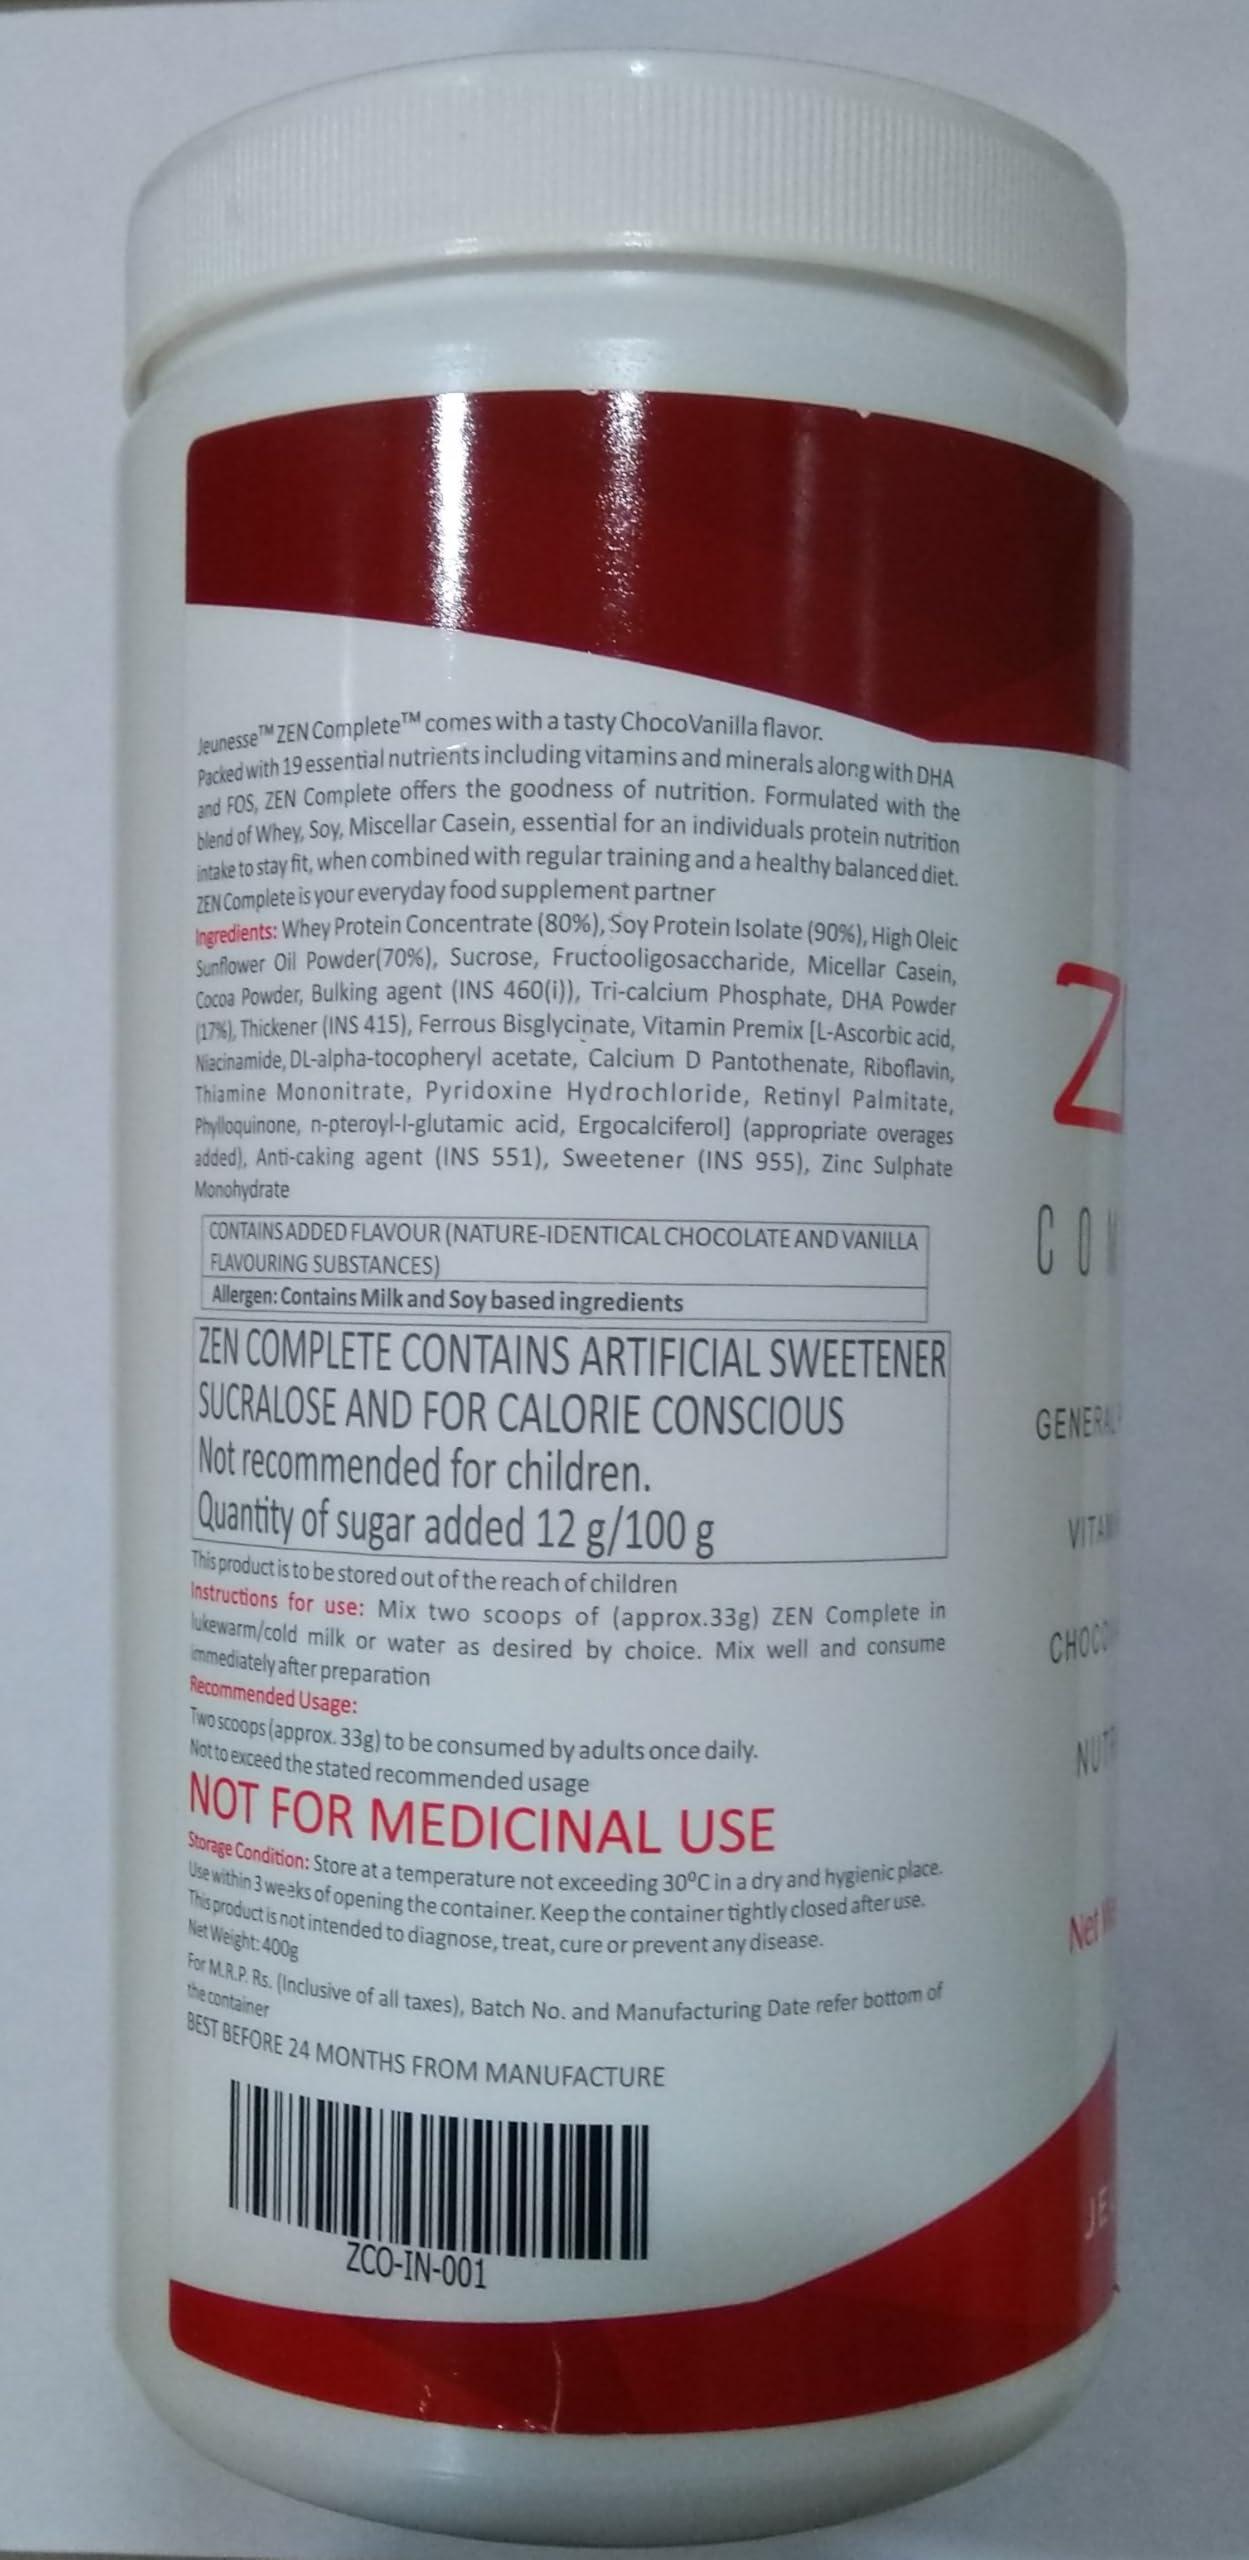 Jeunesse™ ZEN Complete™ comes with a tasty ChocoVanilla flavor.
Packed with 19 essential nutrients including vitamins and minerals along with DHA
and FOS, ZEN Complete offers the goodness of nutrition. Formulated with the
blend of Whey, Soy, Miscellar Casein, essential for an individuals protein nutrition
intake to stay fit, when combined with regular training and a healthy balanced diet.
ZEN Complete is your everyday food supplement partner
Ingredients: Whey Protein Concentrate (80%), Soy Protein Isolate (90%), High Oleic
Sunflower Oil Powder(70%), Sucrose, Fructooligosaccharide, Micellar Casein,
Cocoa Powder, Bulking agent (INS 460(i)), Tri-calcium Phosphate, DHA Powder
(17%), Thickener (INS 415), Ferrous Bisglycinate, Vitamin Premix [L-Ascorbic acid,
Niacinamide, DL-alpha-tocopheryl acetate, Calcium D Pantothenate, Riboflavin,
Thiamine Mononitrate, Pyridoxine Hydrochloride, Retinyl Palmitate,
Phylloquinone, n-pteroyl-l-glutamic acid, Ergocalciferol] (appropriate overages
added), Anti-caking agent (INS 551), Sweetener (INS 955), Zinc Sulphate
Monohydrate
CONTAINS ADDED FLAVOUR (NATURE-IDENTICAL CHOCOLATE AND VANILLA
FLAVOURING SUBSTANCES)
Allergen: Contains Milk and Soy based ingredients
ZEN COMPLETE CONTAINS ARTIFICIAL SWEETENER
SUCRALOSE AND FOR CALORIE CONSCIOUS
Not recommended for children.
Quantity of sugar added 12 g/100 g
This product is to be stored out of the reach of children
Instructions for use: Mix two scoops of (approx.33g) ZEN Complete in
lukewarm/cold milk or water as desired by choice. Mix well and consume
immediately after preparation
Recommended Usage:
Two scoops (approx. 33g) to be consumed by adults once daily.
Not to exceed the stated recommended usage
NOT FOR MEDICINAL USE
Storage Condition: Store at a temperature not exceeding 30°C in a dry and hygienic place.
Use within 3 weeks of opening the container. Keep the container tightly closed after use.
This product is not intended to diagnose, treat, cure or prevent any disease.
Net Weight: 400g
For M.R.P. Rs. (Inclusive of all taxes), Batch No. and Manufacturing Date refer bottom of
the container
BEST BEFORE 24 MONTHS FROM MANUFACTURE
ZCO-IN-001
GENERAL
Net